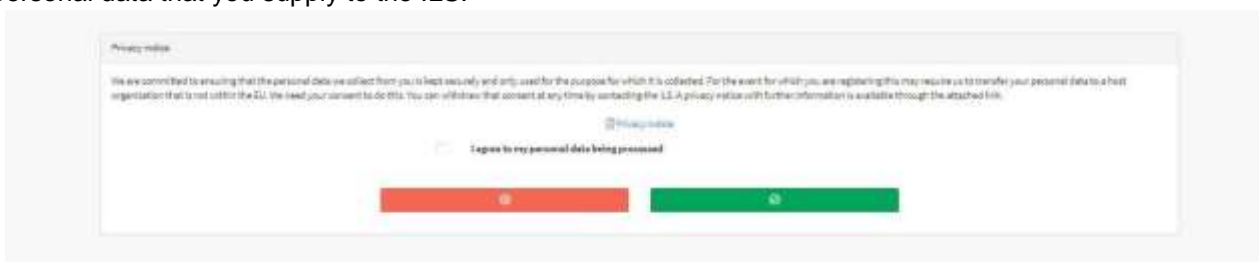 personal data that you supply to the
Privacy notice
We are committed to ensuring that the personal data we collect from you is kept securely and only used for the purpose for which it is collected. For the event for which you are registering this may require us to transfer your personal data to a host
organisation that is not within the EU. We need your consent to do this. You can withdraw that consent at any time by contacting the A privacy notice with further information is available through the attached link.
Privacy notice
I agree to my personal data being processed